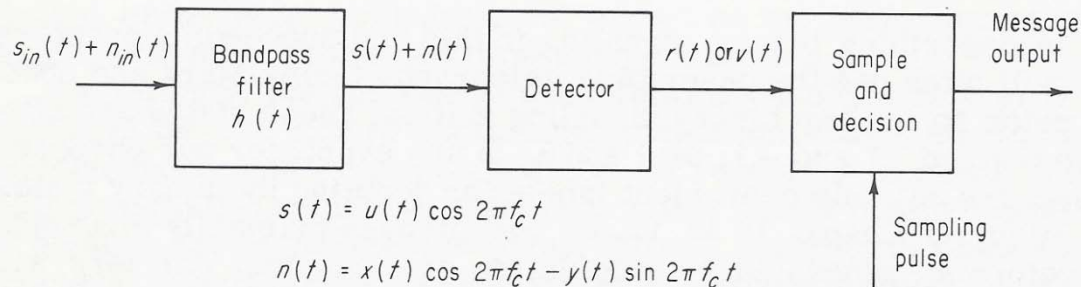 s_in(t) + n_in(t)
Bandpass
filter
h(t)
s(t) + n(t)
Detector
r(t) or v(t)
Sample
and
decision
Message
output
Sampling
pulse
s(t) = u(t) cos 2πf_c t
n(t) = x(t) cos 2πf_c t − y(t) sin 2πf_c t